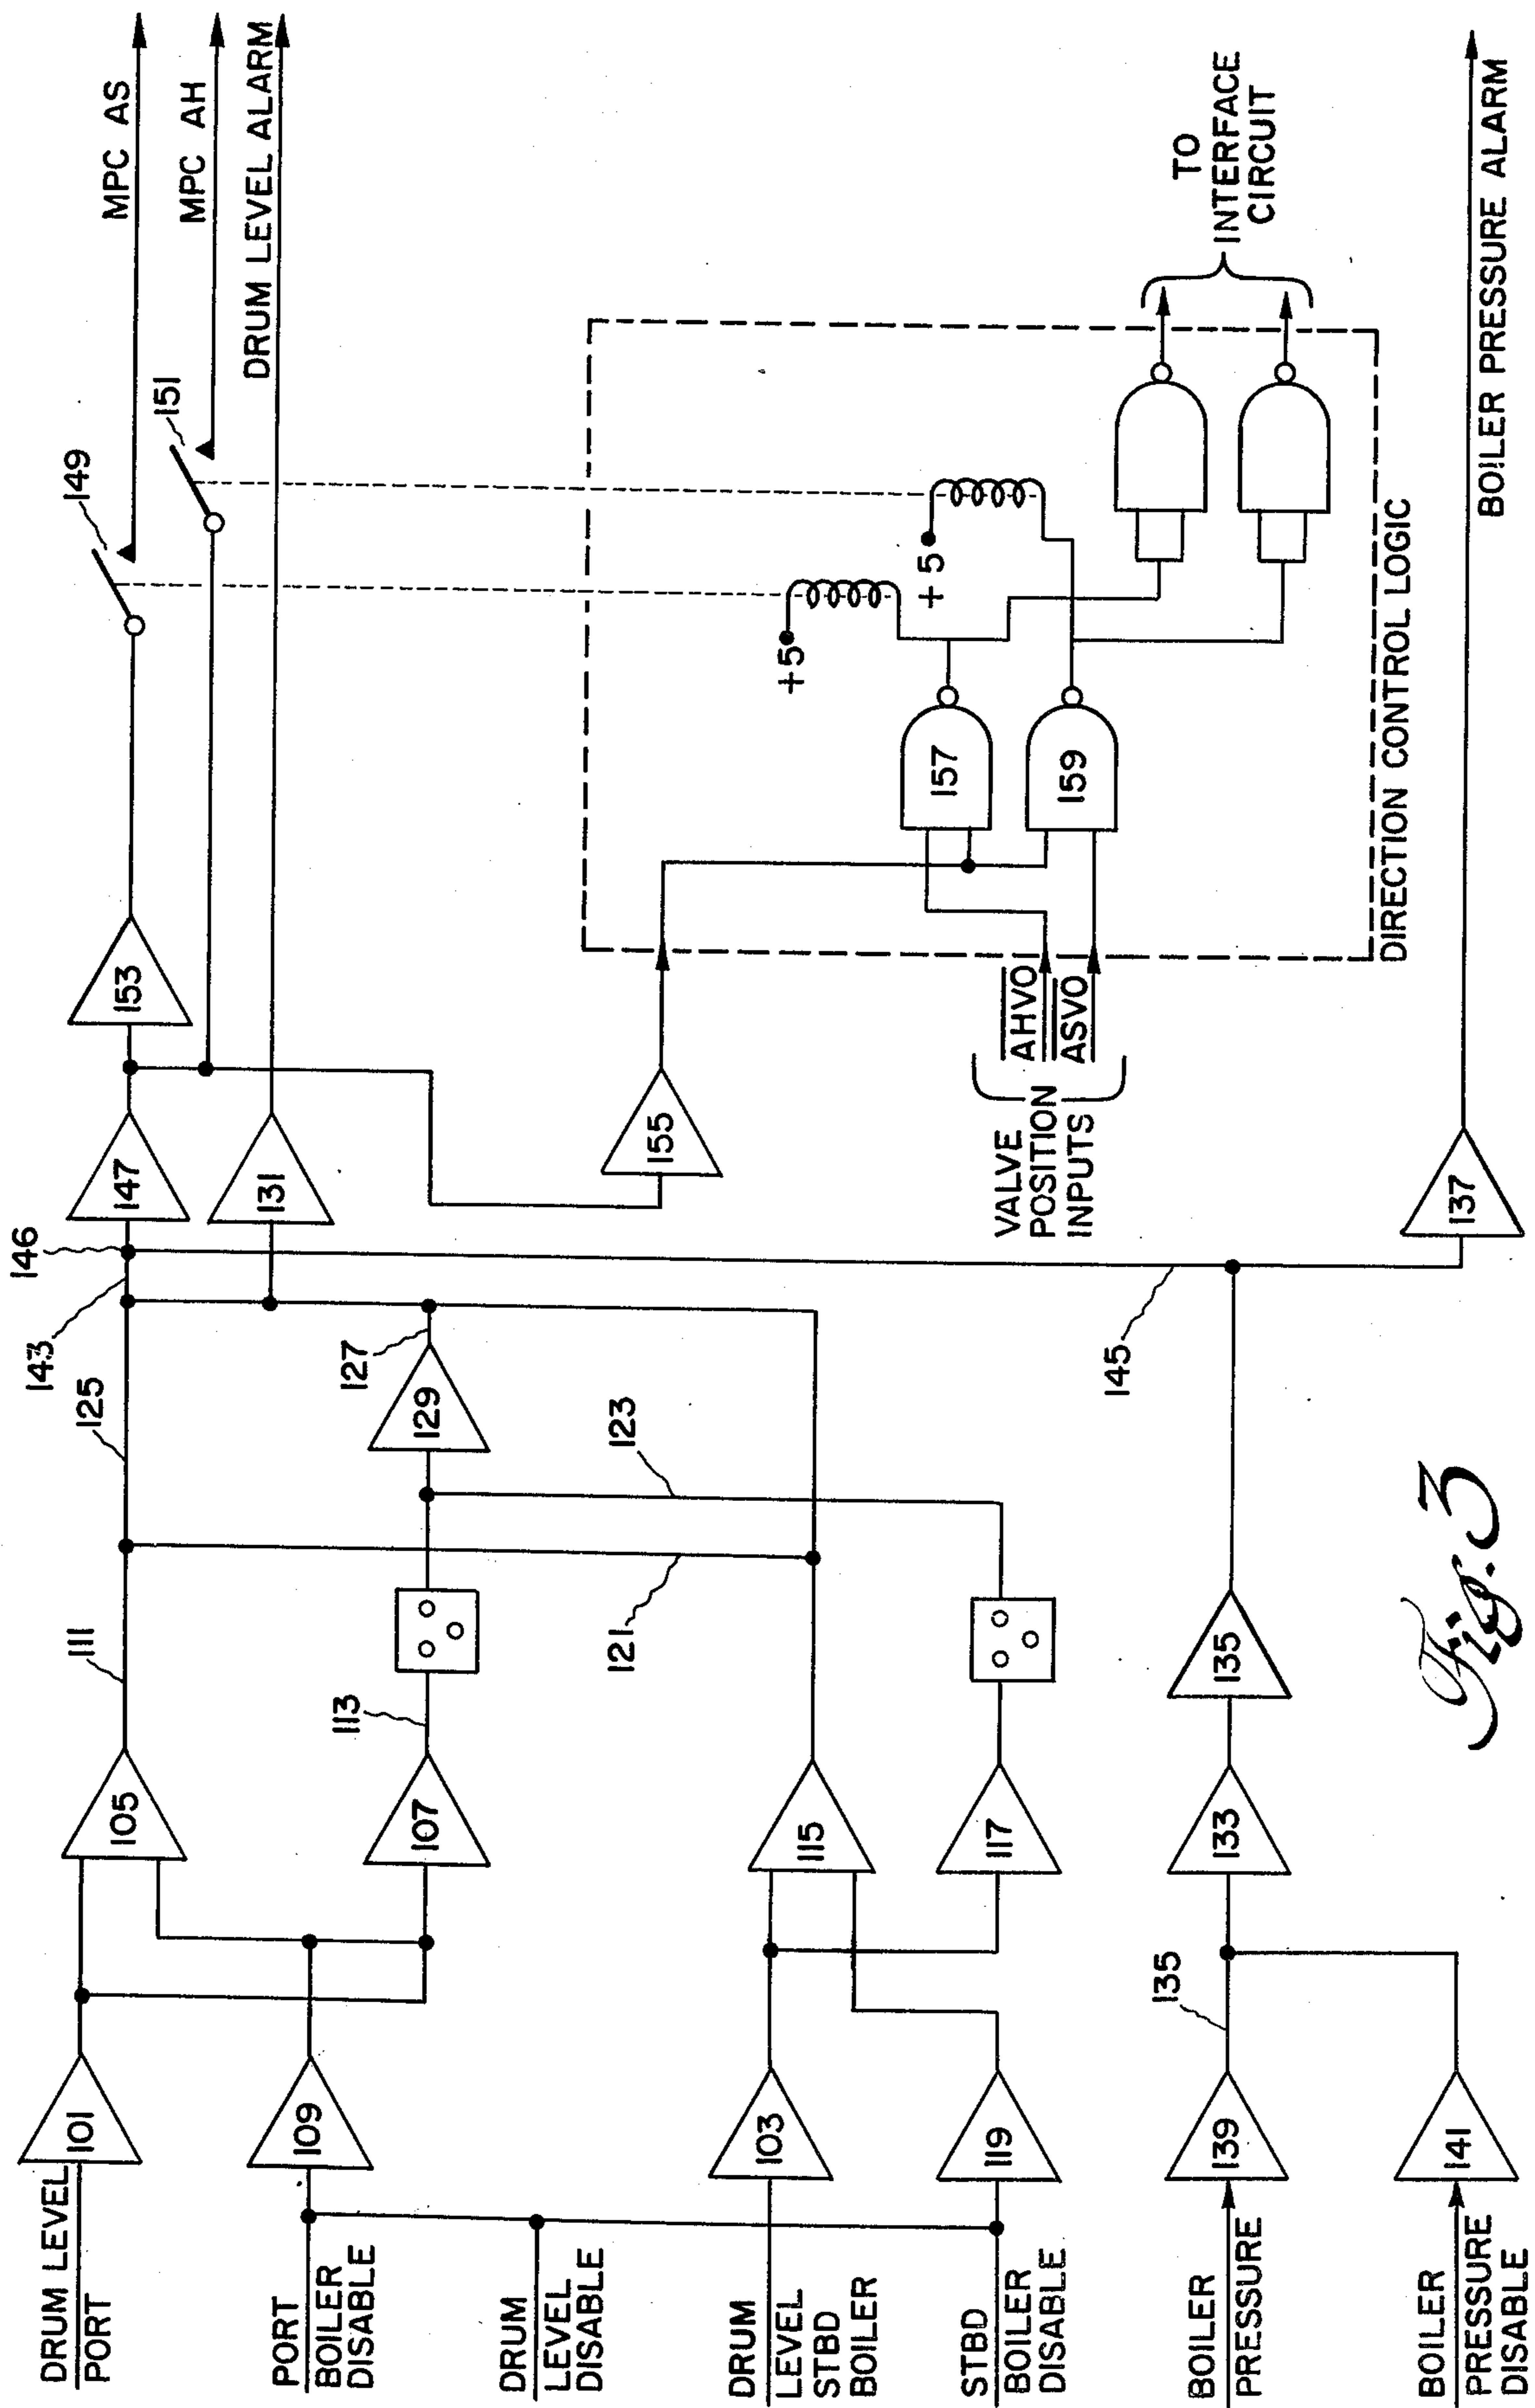 DRUM LEVEL
PORT
PORT
BOILER
DISABLE
DRUM
LEVEL
DISABLE
DRUM
LEVEL
STBD
BOILER
STBD
BOILER
DISABLE
BOILER
PRESSURE
BOILER
PRESSURE
DISABLE
101
109
103
119
139
141
135
105
107
115
117
133
135
111
113
121
123
125
127
129
143
145
146
147
131
137
153
155
VALVE
POSITION
INPUTS
AHVO
ASVO
157
159
+5
+5
149
151
MPC AS
MPC AH
DRUM LEVEL ALARM
TO
INTERFACE
CIRCUIT
DIRECTION CONTROL LOGIC
BOILER PRESSURE ALARM
Fig. 3